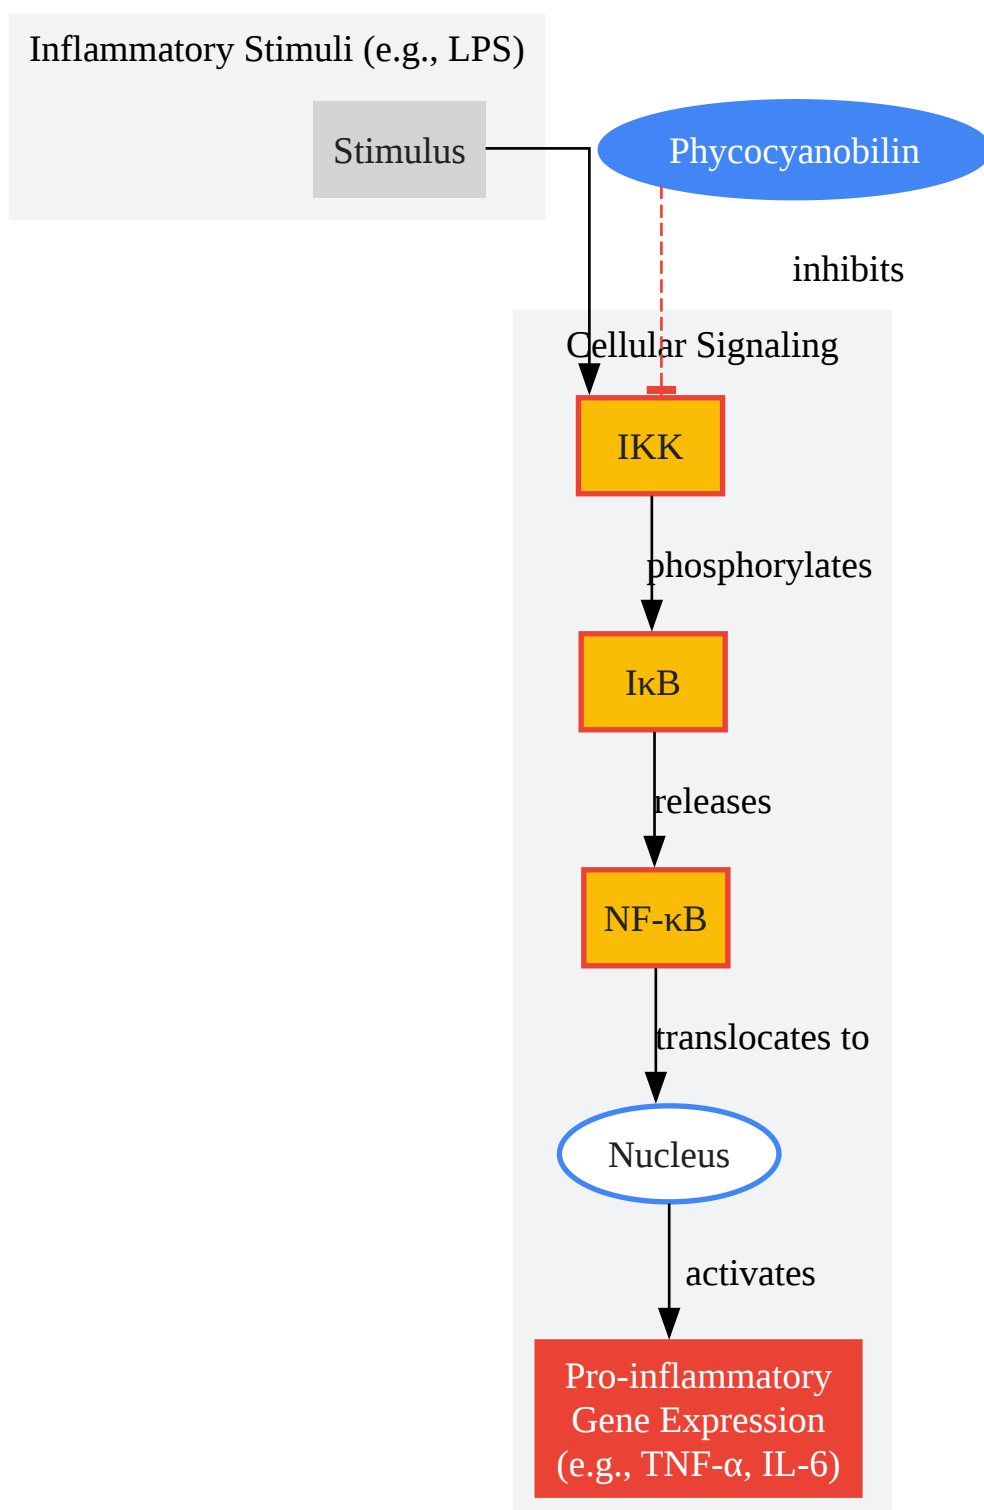 Inflammatory Stimuli (e.g., LPS)
Stimulus
Phycocyanobilin
inhibits
Cellular Signaling
IKK
phosphorylates
IκB
releases
NF-κB
translocates to
Nucleus
activates
Pro-inflammatory
Gene Expression
(e.g., TNF-α, IL-6)